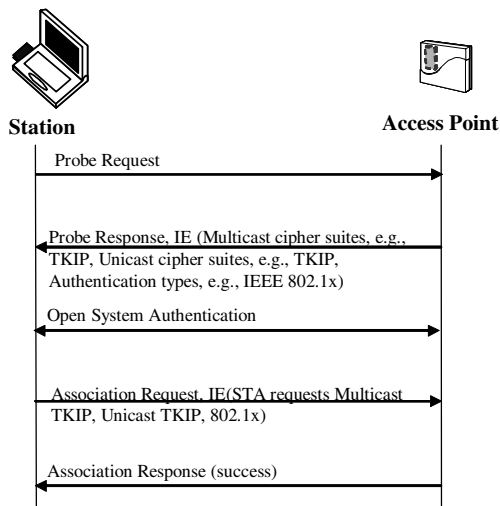 Station
Access Point
Probe Request
Probe Response, IE (Multicast cipher suites, e.g.,
TKIP, Unicast cipher suites, e.g., TKIP,
Authentication types, e.g., IEEE 802.1x)
Open System Authentication
Association Request, IE(STA requests Multicast
TKIP, Unicast TKIP, 802.1x)
Association Response (success)